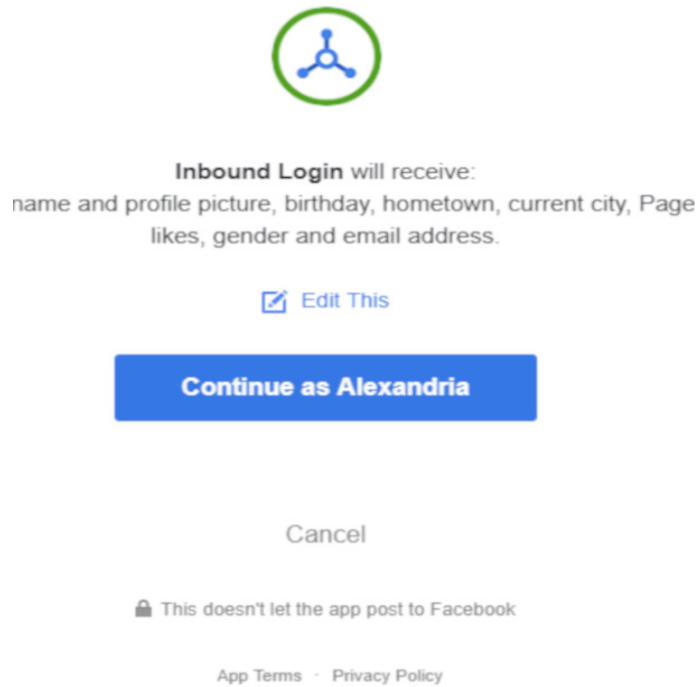 Inbound Login will receive:
name and profile picture, birthday, hometown, current city, Page
likes, gender and email address.
Edit This
Continue as Alexandria
Cancel
This doesn't let the app post to Facebook
App Terms · Privacy Policy